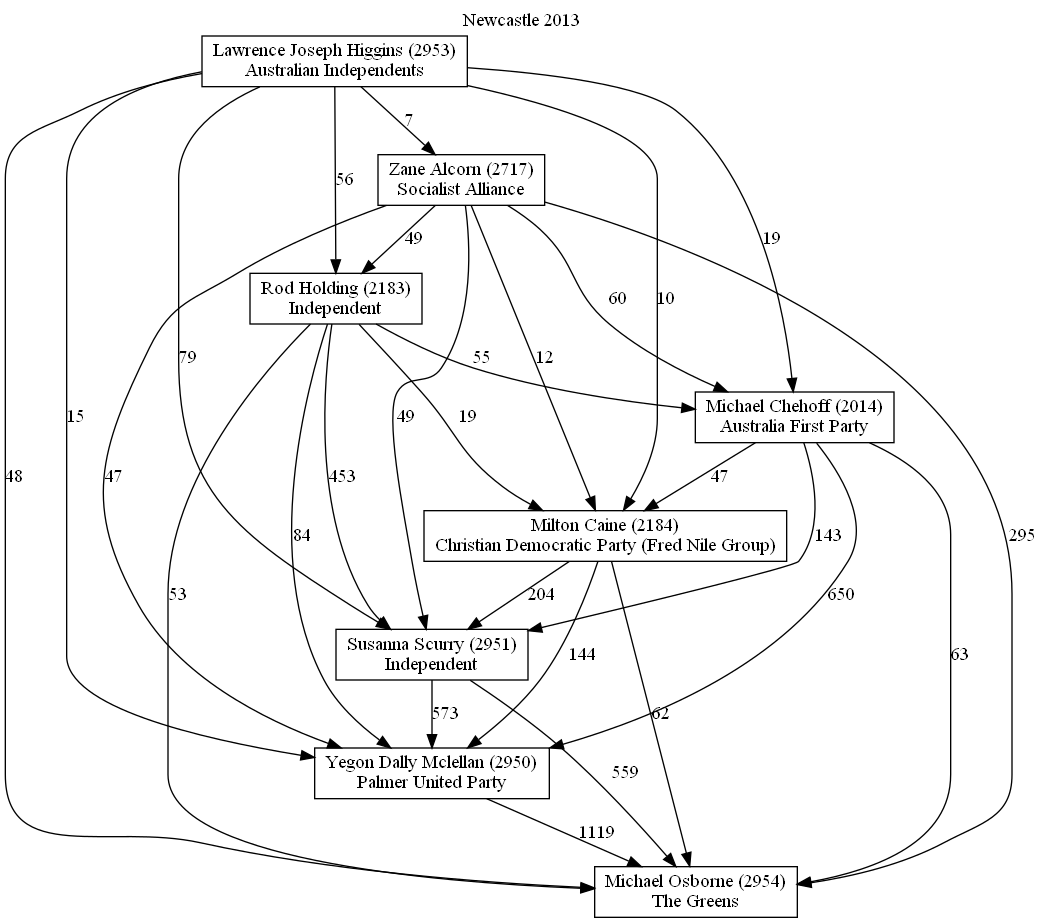 Newcastle 2013
Lawrence Joseph Higgins (2953)
Australian Independents
7
Zane Alcorn (2717)
Socialist Alliance
56
49
19
Rod Holding (2183)
Independent
60
10
79
55
12
Michael Chehoff (2014)
Australia First Party
15
49
19
48
47
453
47
Milton Caine (2184)
Christian Democratic Party (Fred Nile Group)
84
143
295
53
204
650
Susanna Scurry (2951)
Independent
144
63
573
62
Yegon Dally Mclellan (2950)
Palmer United Party
559
1119
Michael Osborne (2954)
The Greens